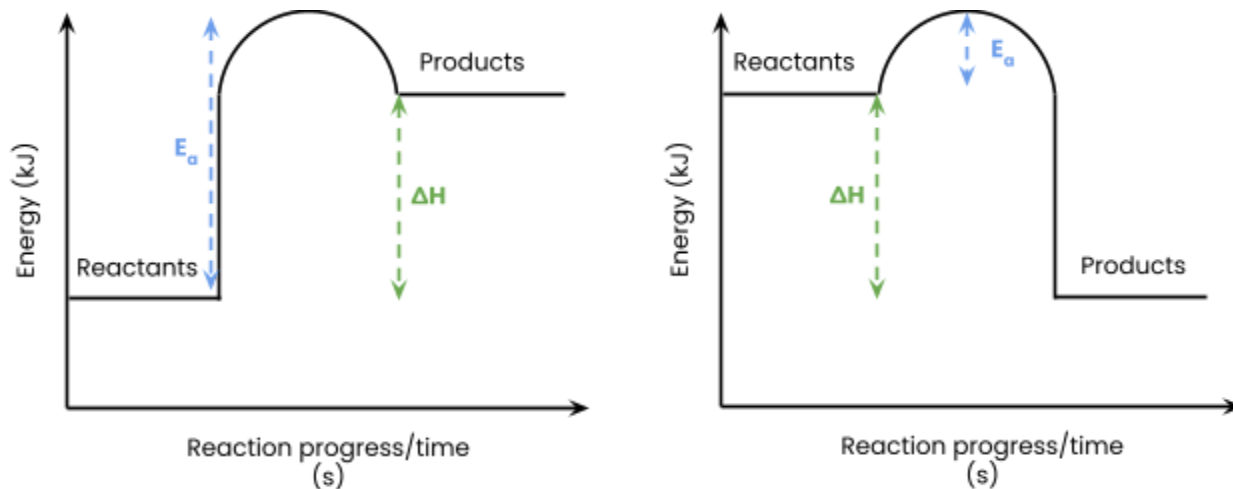 Energy (kJ)
Reactants
Eₐ
Products
ΔH
Reaction progress/time
(s)
Energy (kJ)
Reactants
Eₐ
ΔH
Products
Reaction progress/time
(s)